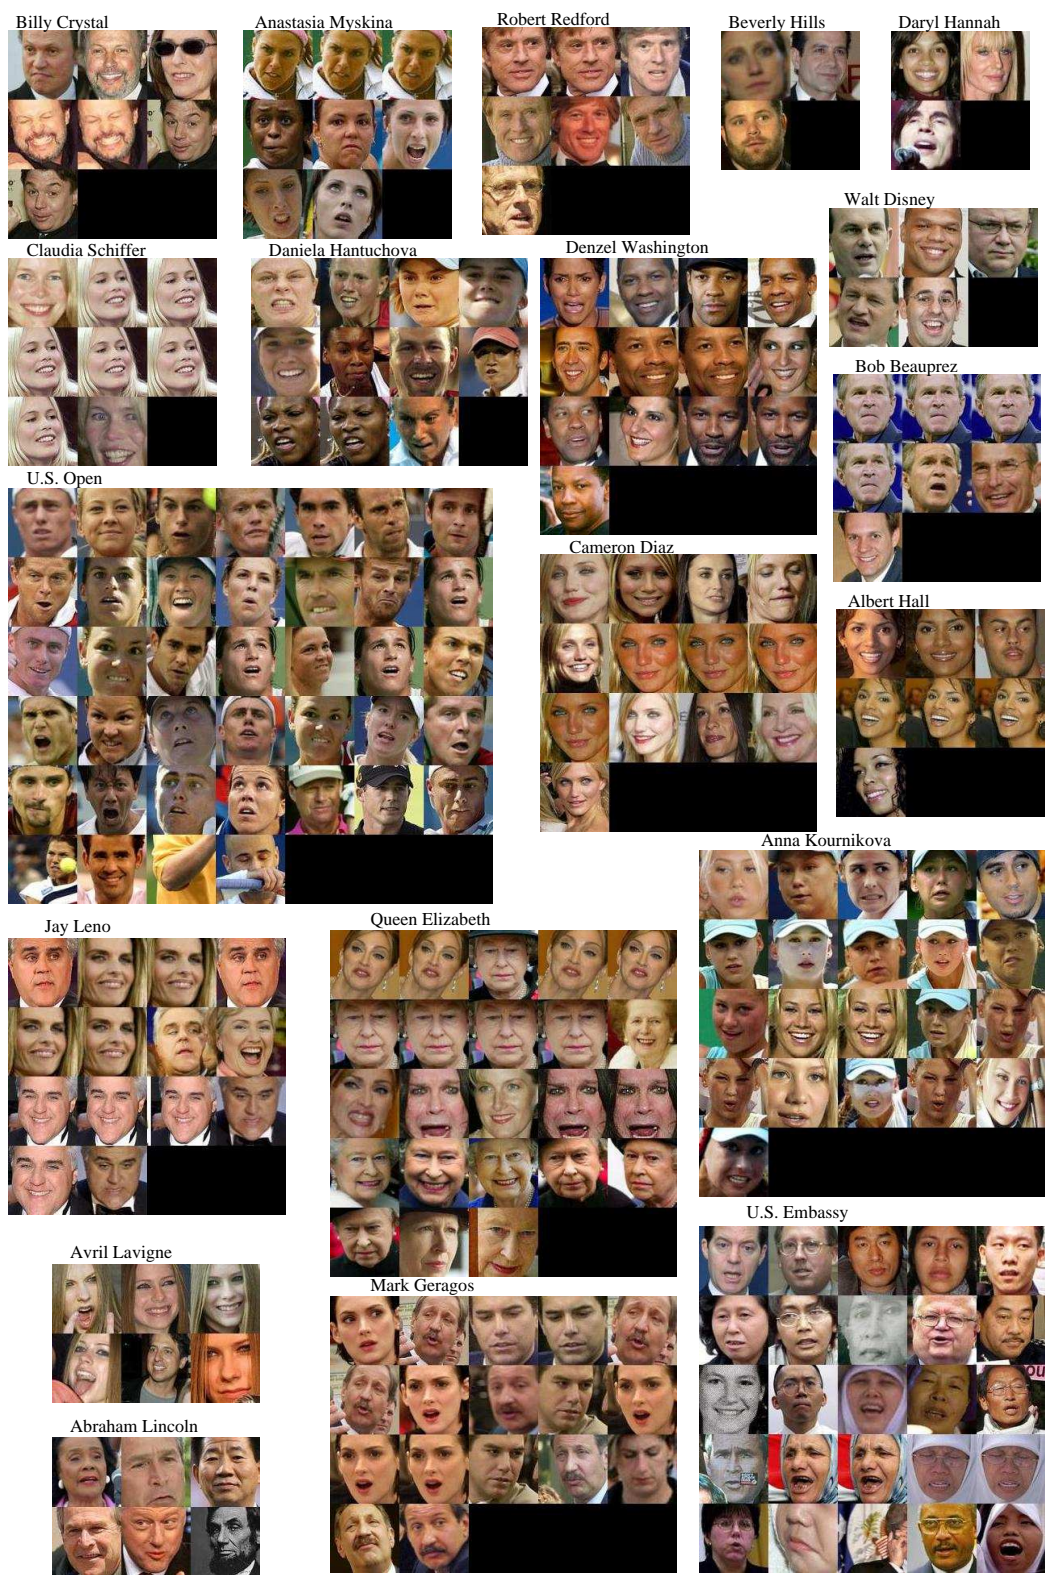 Billy Crystal
Anastasia Myskina
Robert Redford
Beverly Hills
Daryl Hannah
Walt Disney
Claudia Schiffer
Daniela Hantuchova
Denzel Washington
Bob Beauprez
U.S. Open
Cameron Diaz
Albert Hall
Anna Kournikova
Jay Leno
Queen Elizabeth
U.S. Embassy
Avril Lavigne
Mark Geragos
Abraham Lincoln